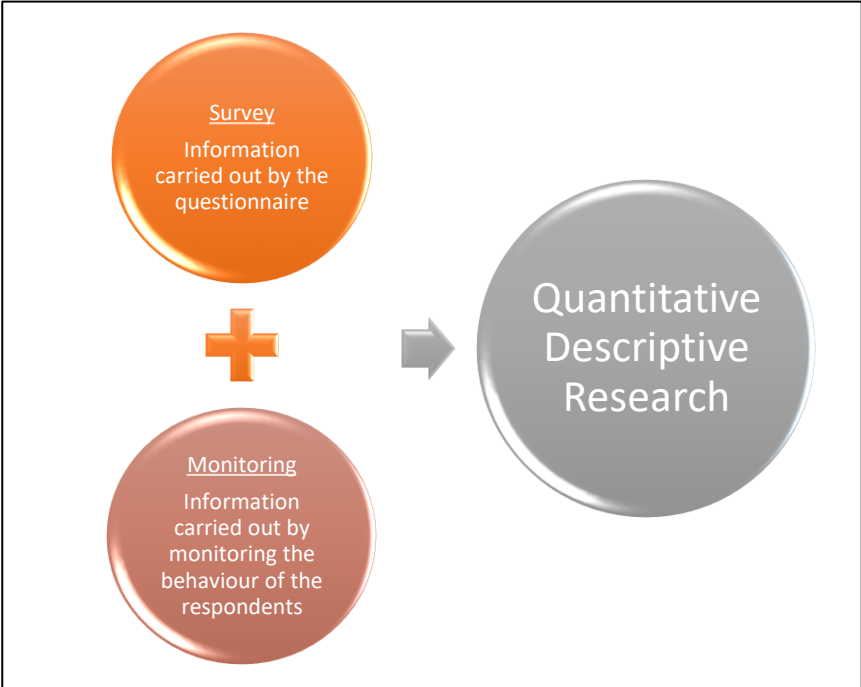 Survey
Information
carried out by the
questionnaire
Monitoring
Information
carried out by
monitoring the
behaviour of the
respondents
Quantitative
Descriptive
Research